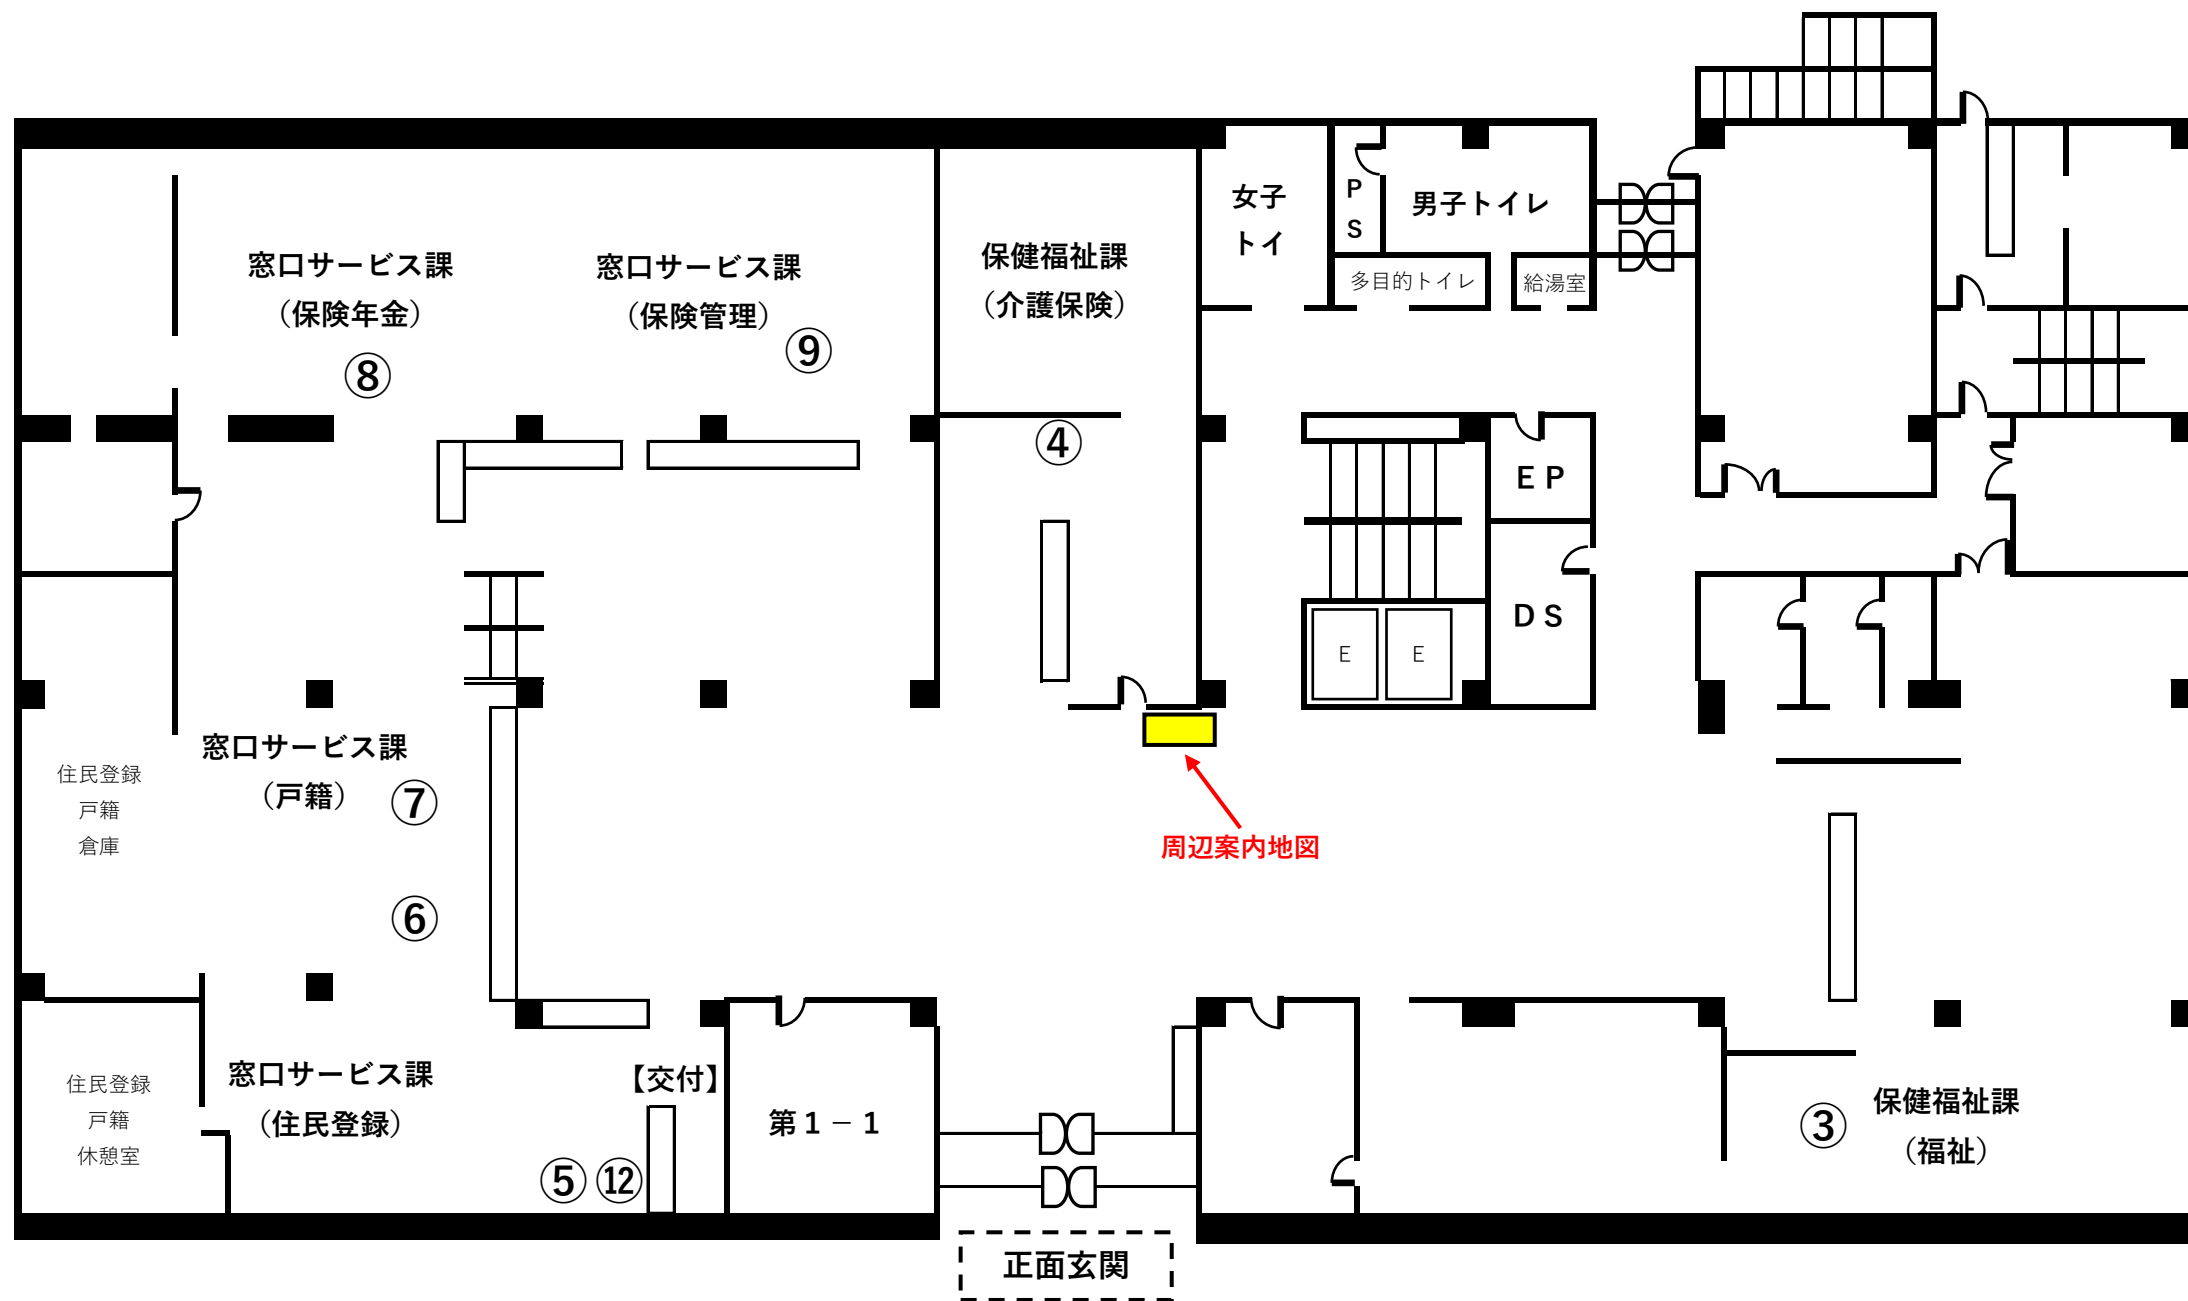 女子
トイ
P
S
男子トイレ
多目的トイレ
給湯室
窓口サービス課
（保険年金）
⑧
窓口サービス課
（保険管理）
⑨
保健福祉課
（介護保険）
④
ＥＰ
ＤＳ
E
E
窓口サービス課
（戸籍）
⑦
⑥
住民登録
戸籍
倉庫
周辺案内地図
住民登録
戸籍
休憩室
窓口サービス課
（住民登録）
【交付】
⑤
⑫
第１－１
③
保健福祉課
（福祉）
正面玄関